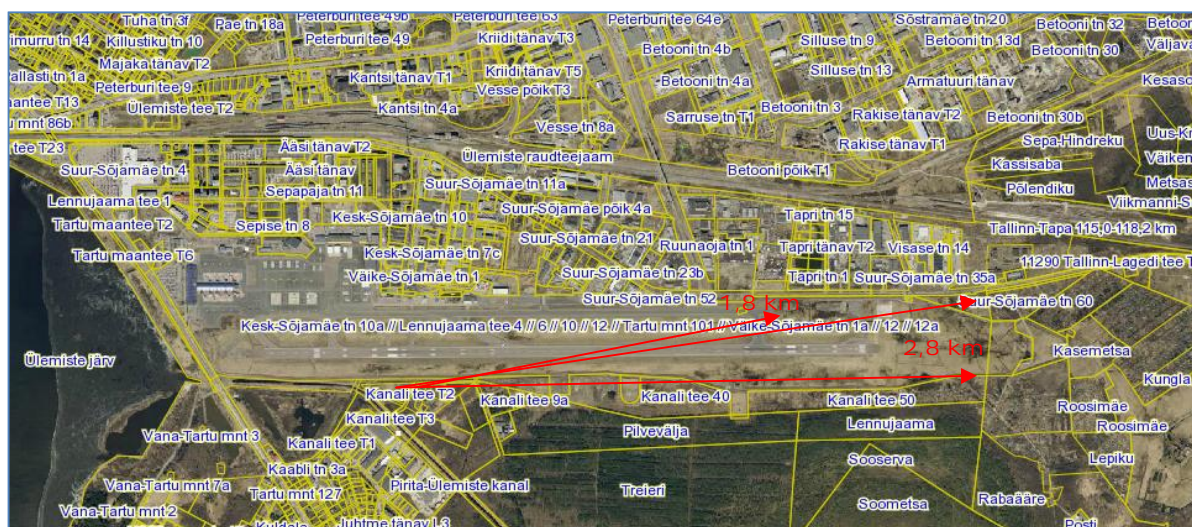 Tuha tn 3f
Pae tn 18a
Peterburi tee 49b
Peterburi tee 63
Peterburi tee 64e
Sõstramäe tn 20
Betooni tn 32
imurru tn 14
Killustiku tn 10
Peterburi tee 49
Kriidi tänav T3
Betooni tn 4b
Silluse tn 9
Betooni tn 13d
Betooni tn 30
Väljava
Majaka tänav T2
Kantsi tänav T1
Kriidi tänav T5
Betooni tn 4a
Silluse tn 13
Armatuuri tänav
Kesaso
allasti tn 1a
Peterburi tee 9
Vesse põik T3
aantee T13
Ülemiste tee T2
Kantsi tn 4a
Betooni tn 3
Rakise tänav T2
Betooni tn 30b
u mnt 86b
Vesse tn 8a
Sarruse tn T1
Rakise tänav T1
Sepa-Hindreku
Uus-Kr
tee T23
Ääsi tänav T2
Ülemiste raudteejaam
Betooni põik T1
Kassisaba
Väiken
Suur-Sõjamäe tn 4
Ääsi tänav
Sepapaja tn 11
Suur-Sõjamäe tn 11a
Põlendiku
Metsas
Lennujaama tee 1
Kesk-Sõjamäe tn 10
Suur-Sõjamäe põik 4a
Tapri tn 15
Viikmanni-S
Tartu maantee T2
Sepise tn 8
Suur-Sõjamäe tn 21
Ruunaoja tn 1
Tapri tänav T2
Visase tn 14
Tallinn-Tapa 115,0-118,2 km
Tartu maantee T6
Kesk-Sõjamäe tn 7c
Väike-Sõjamäe tn 1
Suur-Sõjamäe tn 23b
Tapri tn 1
Suur-Sõjamäe tn 35a
11290 Tallinn-Lagedi tee T
Suur-Sõjamäe tn 52
1,8 km
uur-Sõjamäe tn 60
Kesk-Sõjamäe tn 10a // Lennujaama tee 4 // 6 // 10 // 12 // Tartu mnt 101 // Väike-Sõjamäe tn 1a // 12 // 12a
2,8 km
Kasemetsa
Ülemiste järv
Kungla
Kanali tee T2
Kanali tee 9a
Kanali tee 40
Kanali tee 50
Roosimäe
Kanali tee T3
Lennujaama
Roosimäe
Vana-Tartu mnt 3
Kanali tee T1
Pilvevälja
Kaabli tn 3a
Sooserva
Lepiku
Vana-Tartu mnt 7a
Tartu mnt 127
Pirita-Ülemiste kanal
Treieri
Soometsa
Rabaääre
Vana-Tartu mnt 2
Kuldala
Juhtme tänav L3
Posti